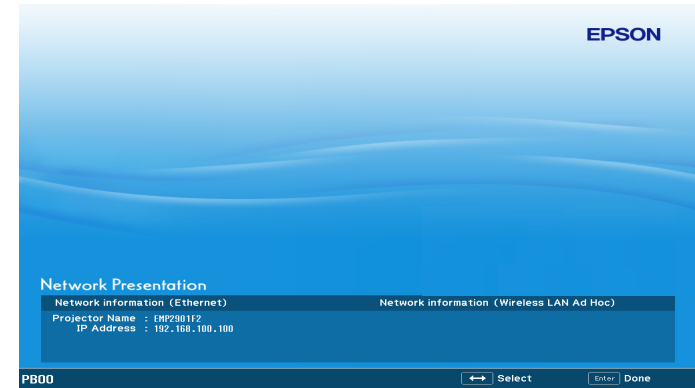 EPSON
Network Presentation
Network information (Ethernet) Network information (Wireless LAN Ad Hoc)
Projector Name : EMP2901F2
IP Address : 192.168.100.100
PB00 Select Enter Done